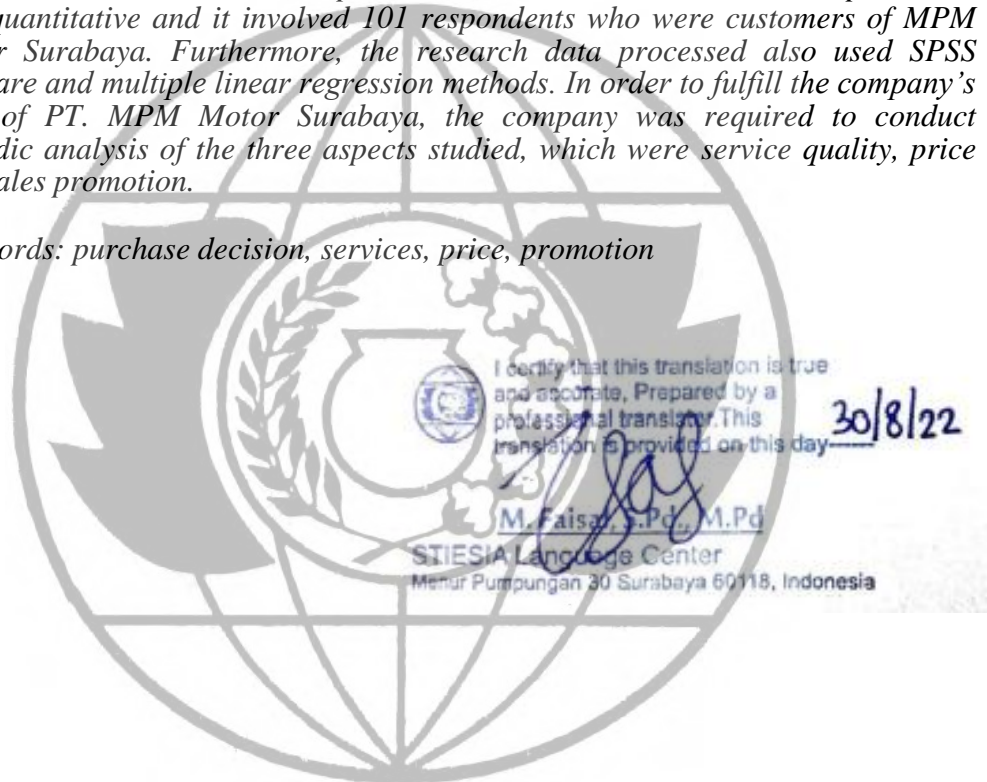 quantitative and it involved 101 respondents who were customers of MPM
r Surabaya. Furthermore, the research data processed also used SPSS
are and multiple linear regression methods. In order to fulfill the company's
of PT. MPM Motor Surabaya, the company was required to conduct
dic analysis of the three aspects studied, which were service quality, price
ales promotion.
ords: purchase decision, services, price, promotion
I certify that this translation is true
and accurate, Prepared by a
professional translator. This
translation is provided on this day 30/8/22
M. Faisal, S.Pd., M.Pd
STIESIA Language Center
Menur Pumpungan 30 Surabaya 60118, Indonesia